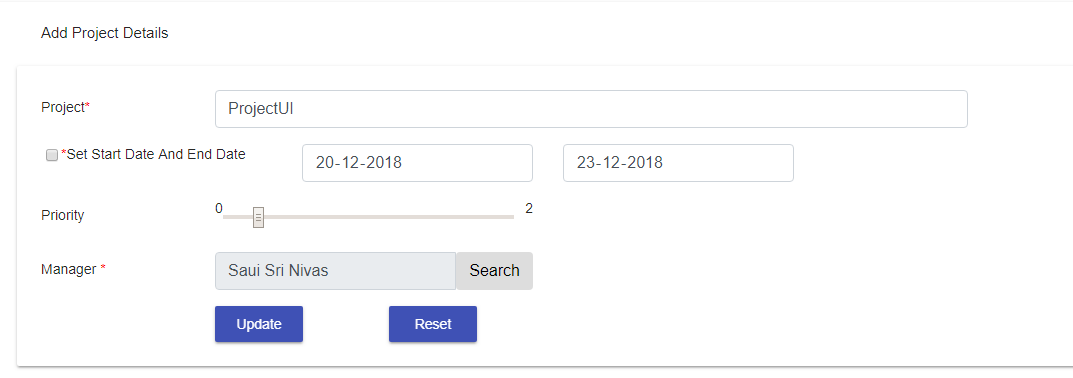 Add Project Details
Project* ProjectUI
*Set Start Date And End Date 20-12-2018 23-12-2018
Priority 0 2
Manager * Saui Sri Nivas Search
Update Reset